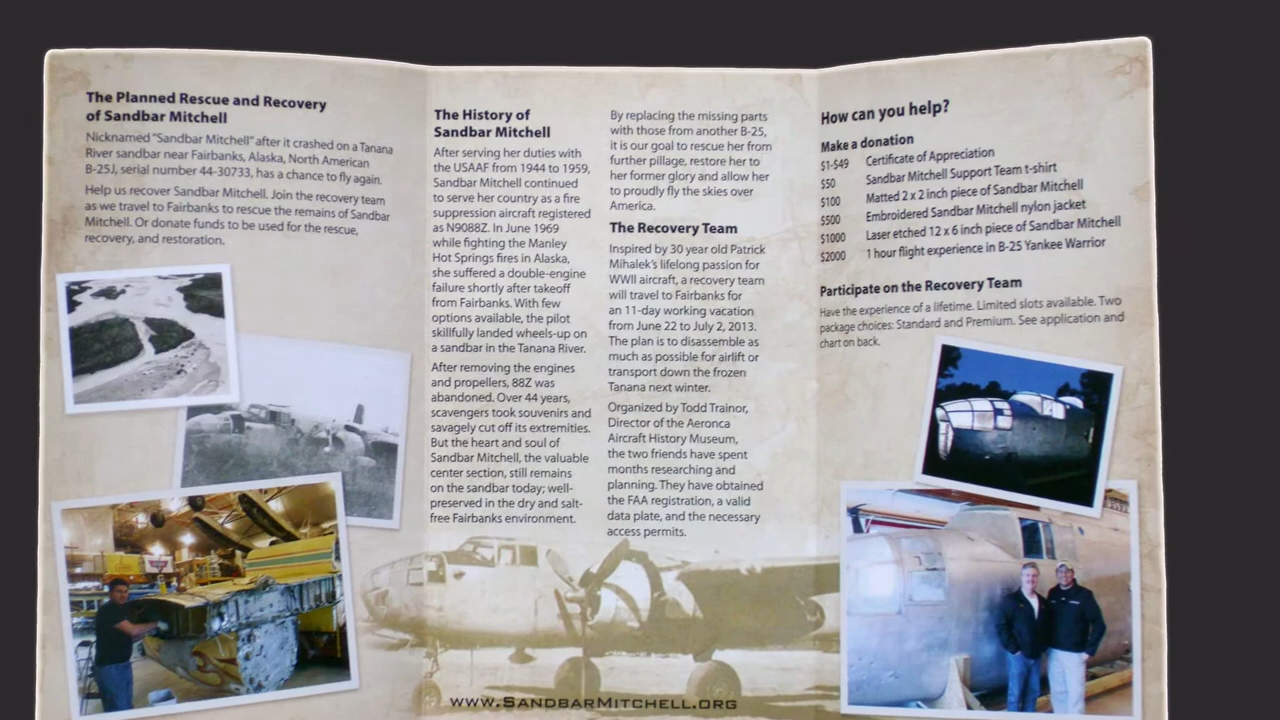 The Planned Rescue and Recovery
of Sandbar Mitchell
Nicknamed "Sandbar Mitchell" after it crashed on a Tanana
River sandbar near Fairbanks, Alaska, North American
B-25J, serial number 44-30733, has a chance to fly again.
Help us recover Sandbar Mitchell. Join the recovery team
as we travel to Fairbanks to rescue the remains of Sandbar
Mitchell. Or donate funds to be used for the rescue,
recovery, and restoration.
The History of
Sandbar Mitchell
After serving her duties with
the USAAF from 1944 to 1959,
Sandbar Mitchell continued
to serve her country as a fire
suppression aircraft registered
as N9088Z. In June 1969
while fighting the Manley
Hot Springs fires in Alaska,
she suffered a double-engine
failure shortly after takeoff
from Fairbanks. With few
options available, the pilot
skillfully landed wheels-up on
a sandbar in the Tanana River.
After removing the engines
and propellers, 88Z was
abandoned. Over 44 years,
scavengers took souvenirs and
savagely cut off its extremities.
But the heart and soul of
Sandbar Mitchell, the valuable
center section, still remains
on the sandbar today; well-
preserved in the dry and salt-
free Fairbanks environment.
By replacing the missing parts
with those from another B-25,
it is our goal to rescue her from
further pillage, restore her to
her former glory and allow her
to proudly fly the skies over
America.
The Recovery Team
Inspired by 30 year old Patrick
Mihalek's lifelong passion for
WWII aircraft, a recovery team
will travel to Fairbanks for
an 11-day working vacation
from June 22 to July 2, 2013.
The plan is to disassemble as
much as possible for airlift or
transport down the frozen
Tanana next winter.
Organized by Todd Trainor,
Director of the Aeronca
Aircraft History Museum,
the two friends have spent
months researching and
planning. They have obtained
the FAA registration, a valid
data plate, and the necessary
access permits.
www.SandbarMitchell.org
How can you help?
Make a donation
$1-$49 Certificate of Appreciation
$50 Sandbar Mitchell Support Team t-shirt
$100 Matted 2 x 2 inch piece of Sandbar Mitchell
$500 Embroidered Sandbar Mitchell nylon jacket
$1000 Laser etched 12 x 6 inch piece of Sandbar Mitchell
$2000 1 hour flight experience in B-25 Yankee Warrior
Participate on the Recovery Team
Have the experience of a lifetime. Limited slots available. Two
package choices: Standard and Premium. See application and
chart on back.